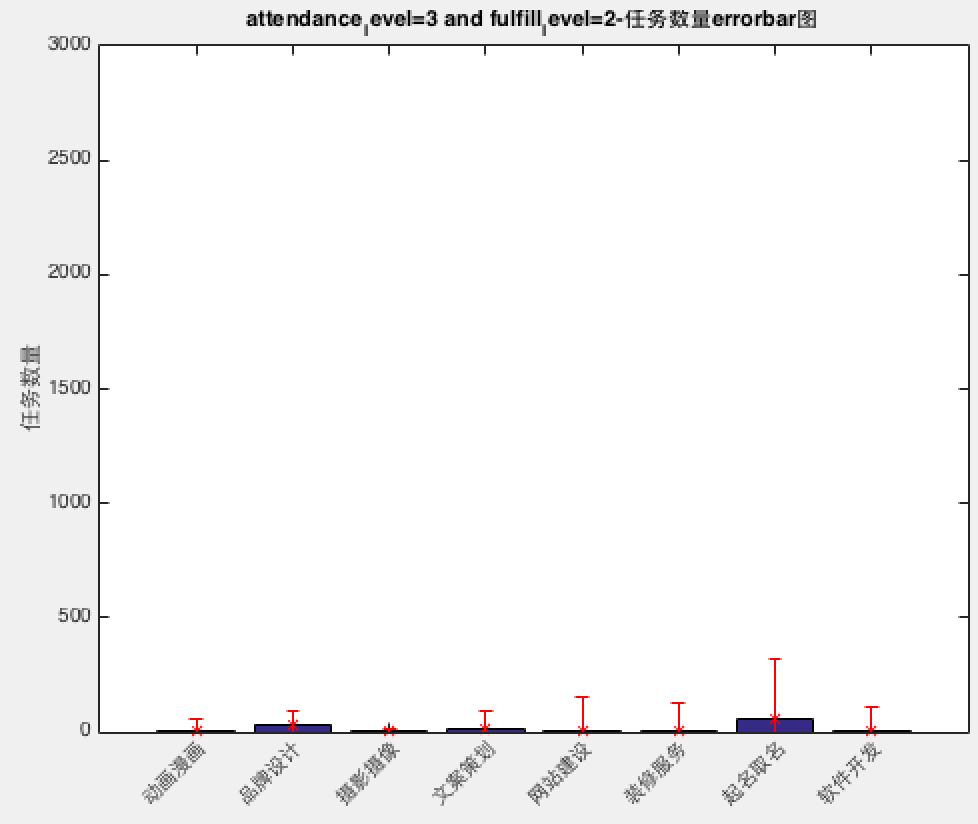 attendance_level=3 and fulfill_level=2-任务数量errorbar图
3000
2500
2000
1500
1000
500
0
任务数量
动画漫画
品牌设计
摄影摄像
文案策划
网站建设
装修服务
起名取名
软件开发